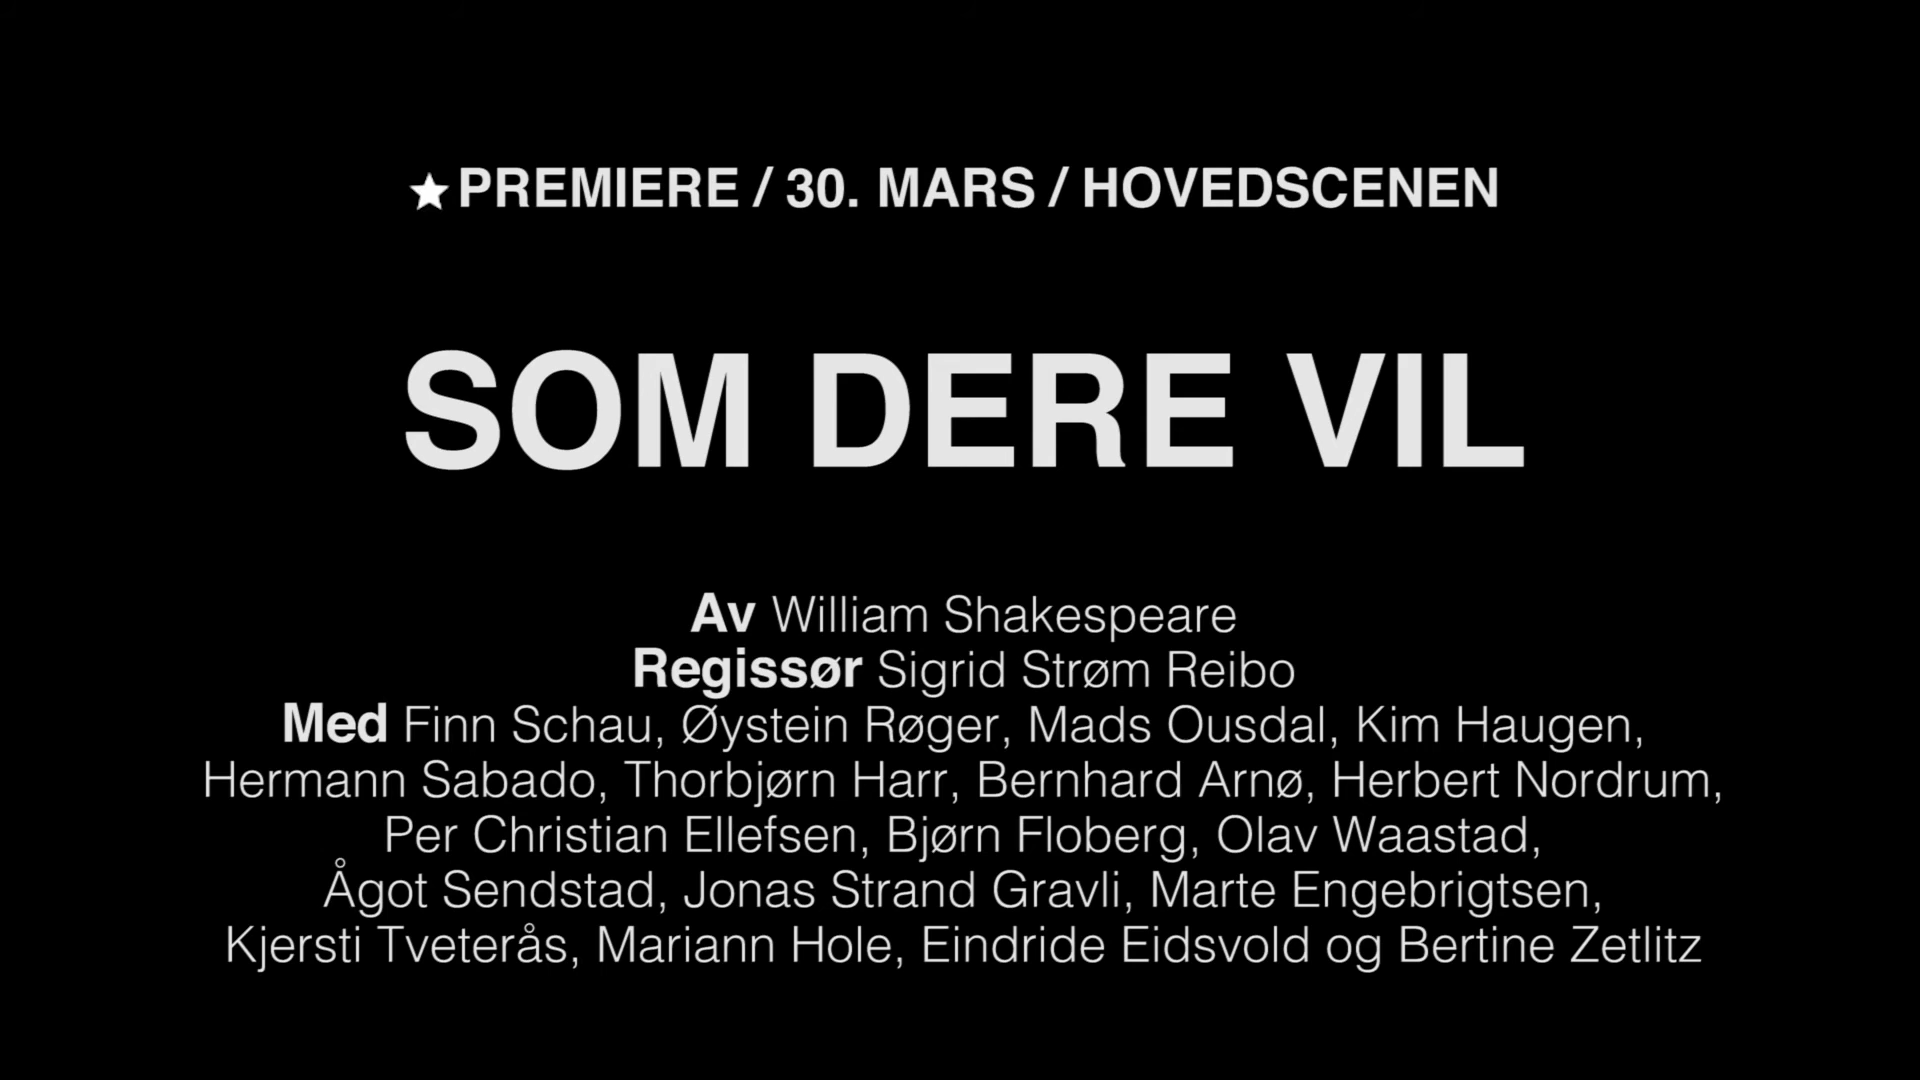 ★PREMIERE / 30. MARS / HOVEDSCENEN
SOM DERE VIL
Av William Shakespeare
Regissør Sigrid Strøm Reibo
Med Finn Schau, Øystein Røger, Mads Ousdal, Kim Haugen,
Hermann Sabado, Thorbjørn Harr, Bernhard Arnø, Herbert Nordrum,
Per Christian Ellefsen, Bjørn Floberg, Olav Waastad,
Ågot Sendstad, Jonas Strand Gravli, Marte Engebrigtsen,
Kjersti Tveterås, Mariann Hole, Eindride Eidsvold og Bertine Zetlitz